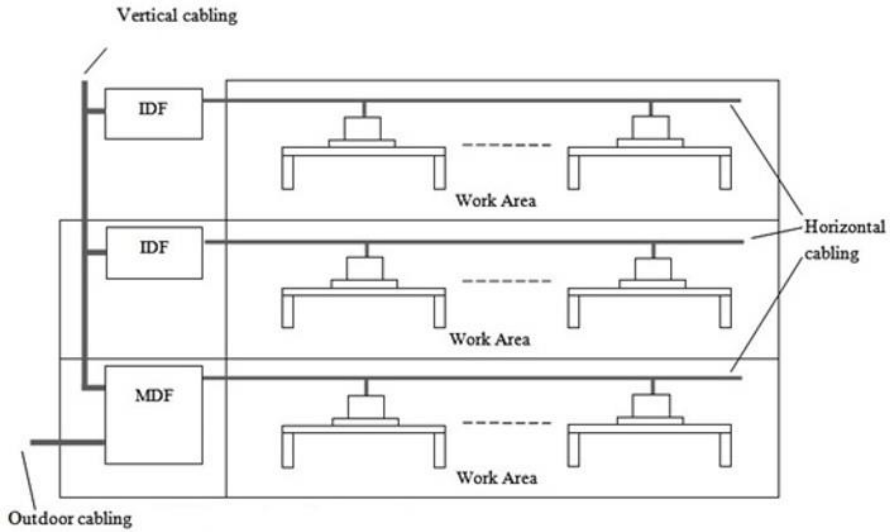 Vertical cabling
IDF
Work Area
IDF
Horizontal
cabling
Work Area
MDF
Work Area
Outdoor cabling